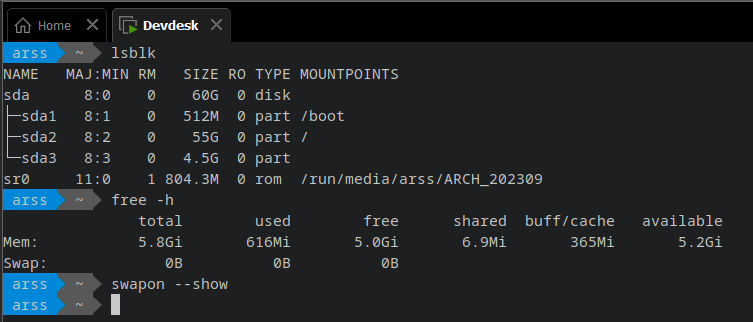 Home Devdesk
arss ~ lsblk
NAME MAJ:MIN RM SIZE RO TYPE MOUNTPOINTS
sda 8:0 0 60G 0 disk
├─sda1 8:1 0 512M 0 part /boot
├─sda2 8:2 0 55G 0 part /
└─sda3 8:3 0 4.5G 0 part
sr0 11:0 1 804.3M 0 rom /run/media/arss/ARCH_202309
arss ~ free -h
total used free shared buff/cache available
Mem: 5.8Gi 616Mi 5.0Gi 6.9Mi 365Mi 5.2Gi
Swap: 0B 0B 0B
arss ~ swapon --show
arss ~